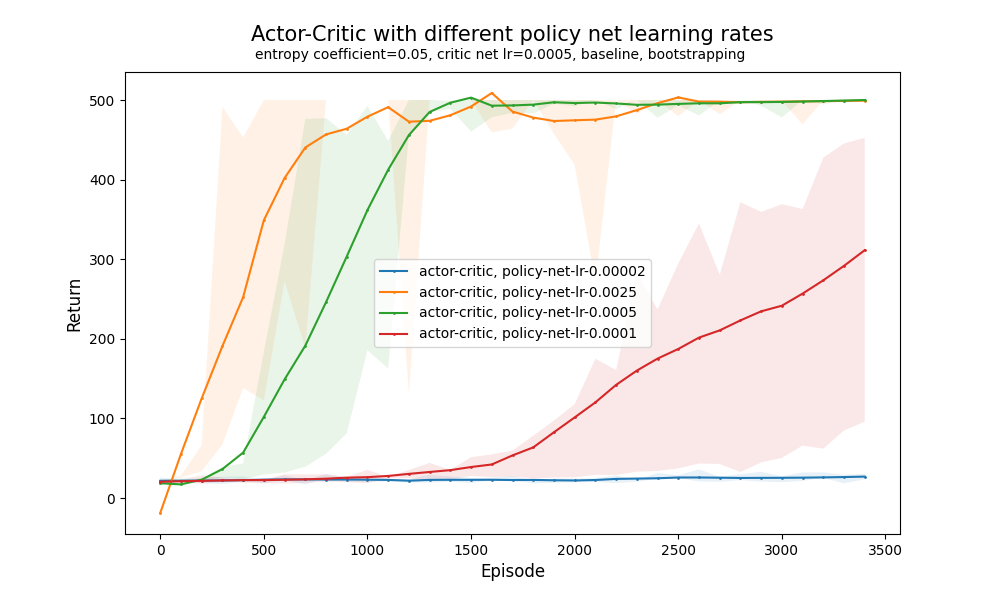 Actor-Critic with different policy net learning rates
entropy coefficient=0.05, critic net lr=0.0005, baseline, bootstrapping
Return
500
400
300
200
100
0
actor-critic, policy-net-lr-0.00002
actor-critic, policy-net-lr-0.0025
actor-critic, policy-net-lr-0.0005
actor-critic, policy-net-lr-0.0001
0 500 1000 1500 2000 2500 3000 3500
Episode